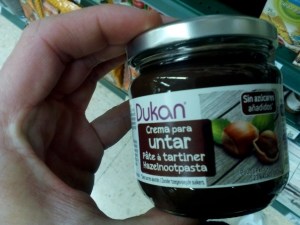 Dukan
Sin azúcares
añadidos
Crema para
untar
Pâte à tartiner
Hazelnootpasta